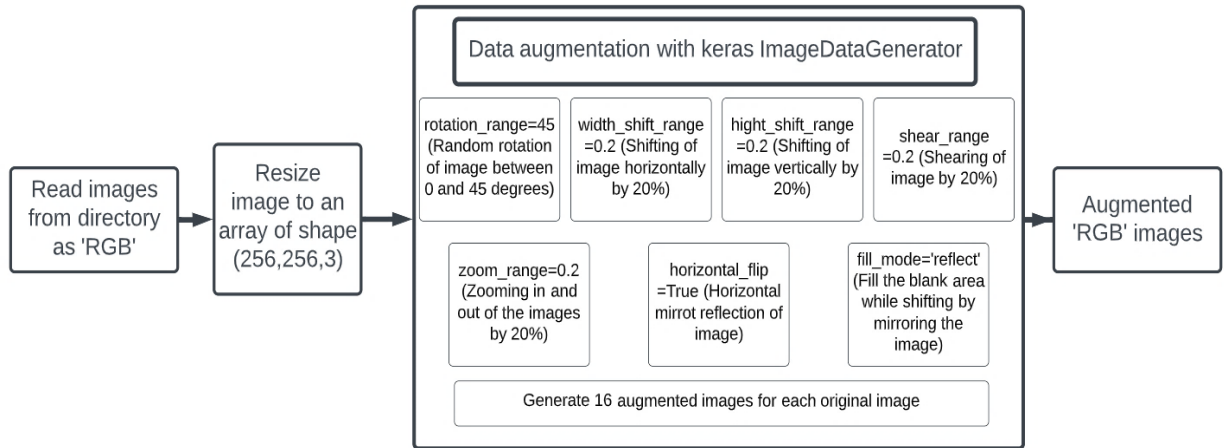 Read images
from directory
as 'RGB'
Resize
image to an
array of shape
(256,256,3)
Data augmentation with keras ImageDataGenerator
rotation_range=45
(Random rotation
of image between
0 and 45 degrees)
width_shift_range
=0.2 (Shifting of
image horizontally
by 20%)
hight_shift_range
=0.2 (Shifting of
image vertically by
20%)
shear_range
=0.2 (Shearing of
image by 20%)
zoom_range=0.2
(Zooming in and
out of the images
by 20%)
horizontal_flip
=True (Horizontal
mirrot reflection of
image)
fill_mode='reflect'
(Fill the blank area
while shifting by
mirroring the
image)
Generate 16 augmented images for each original image
Augmented
'RGB' images